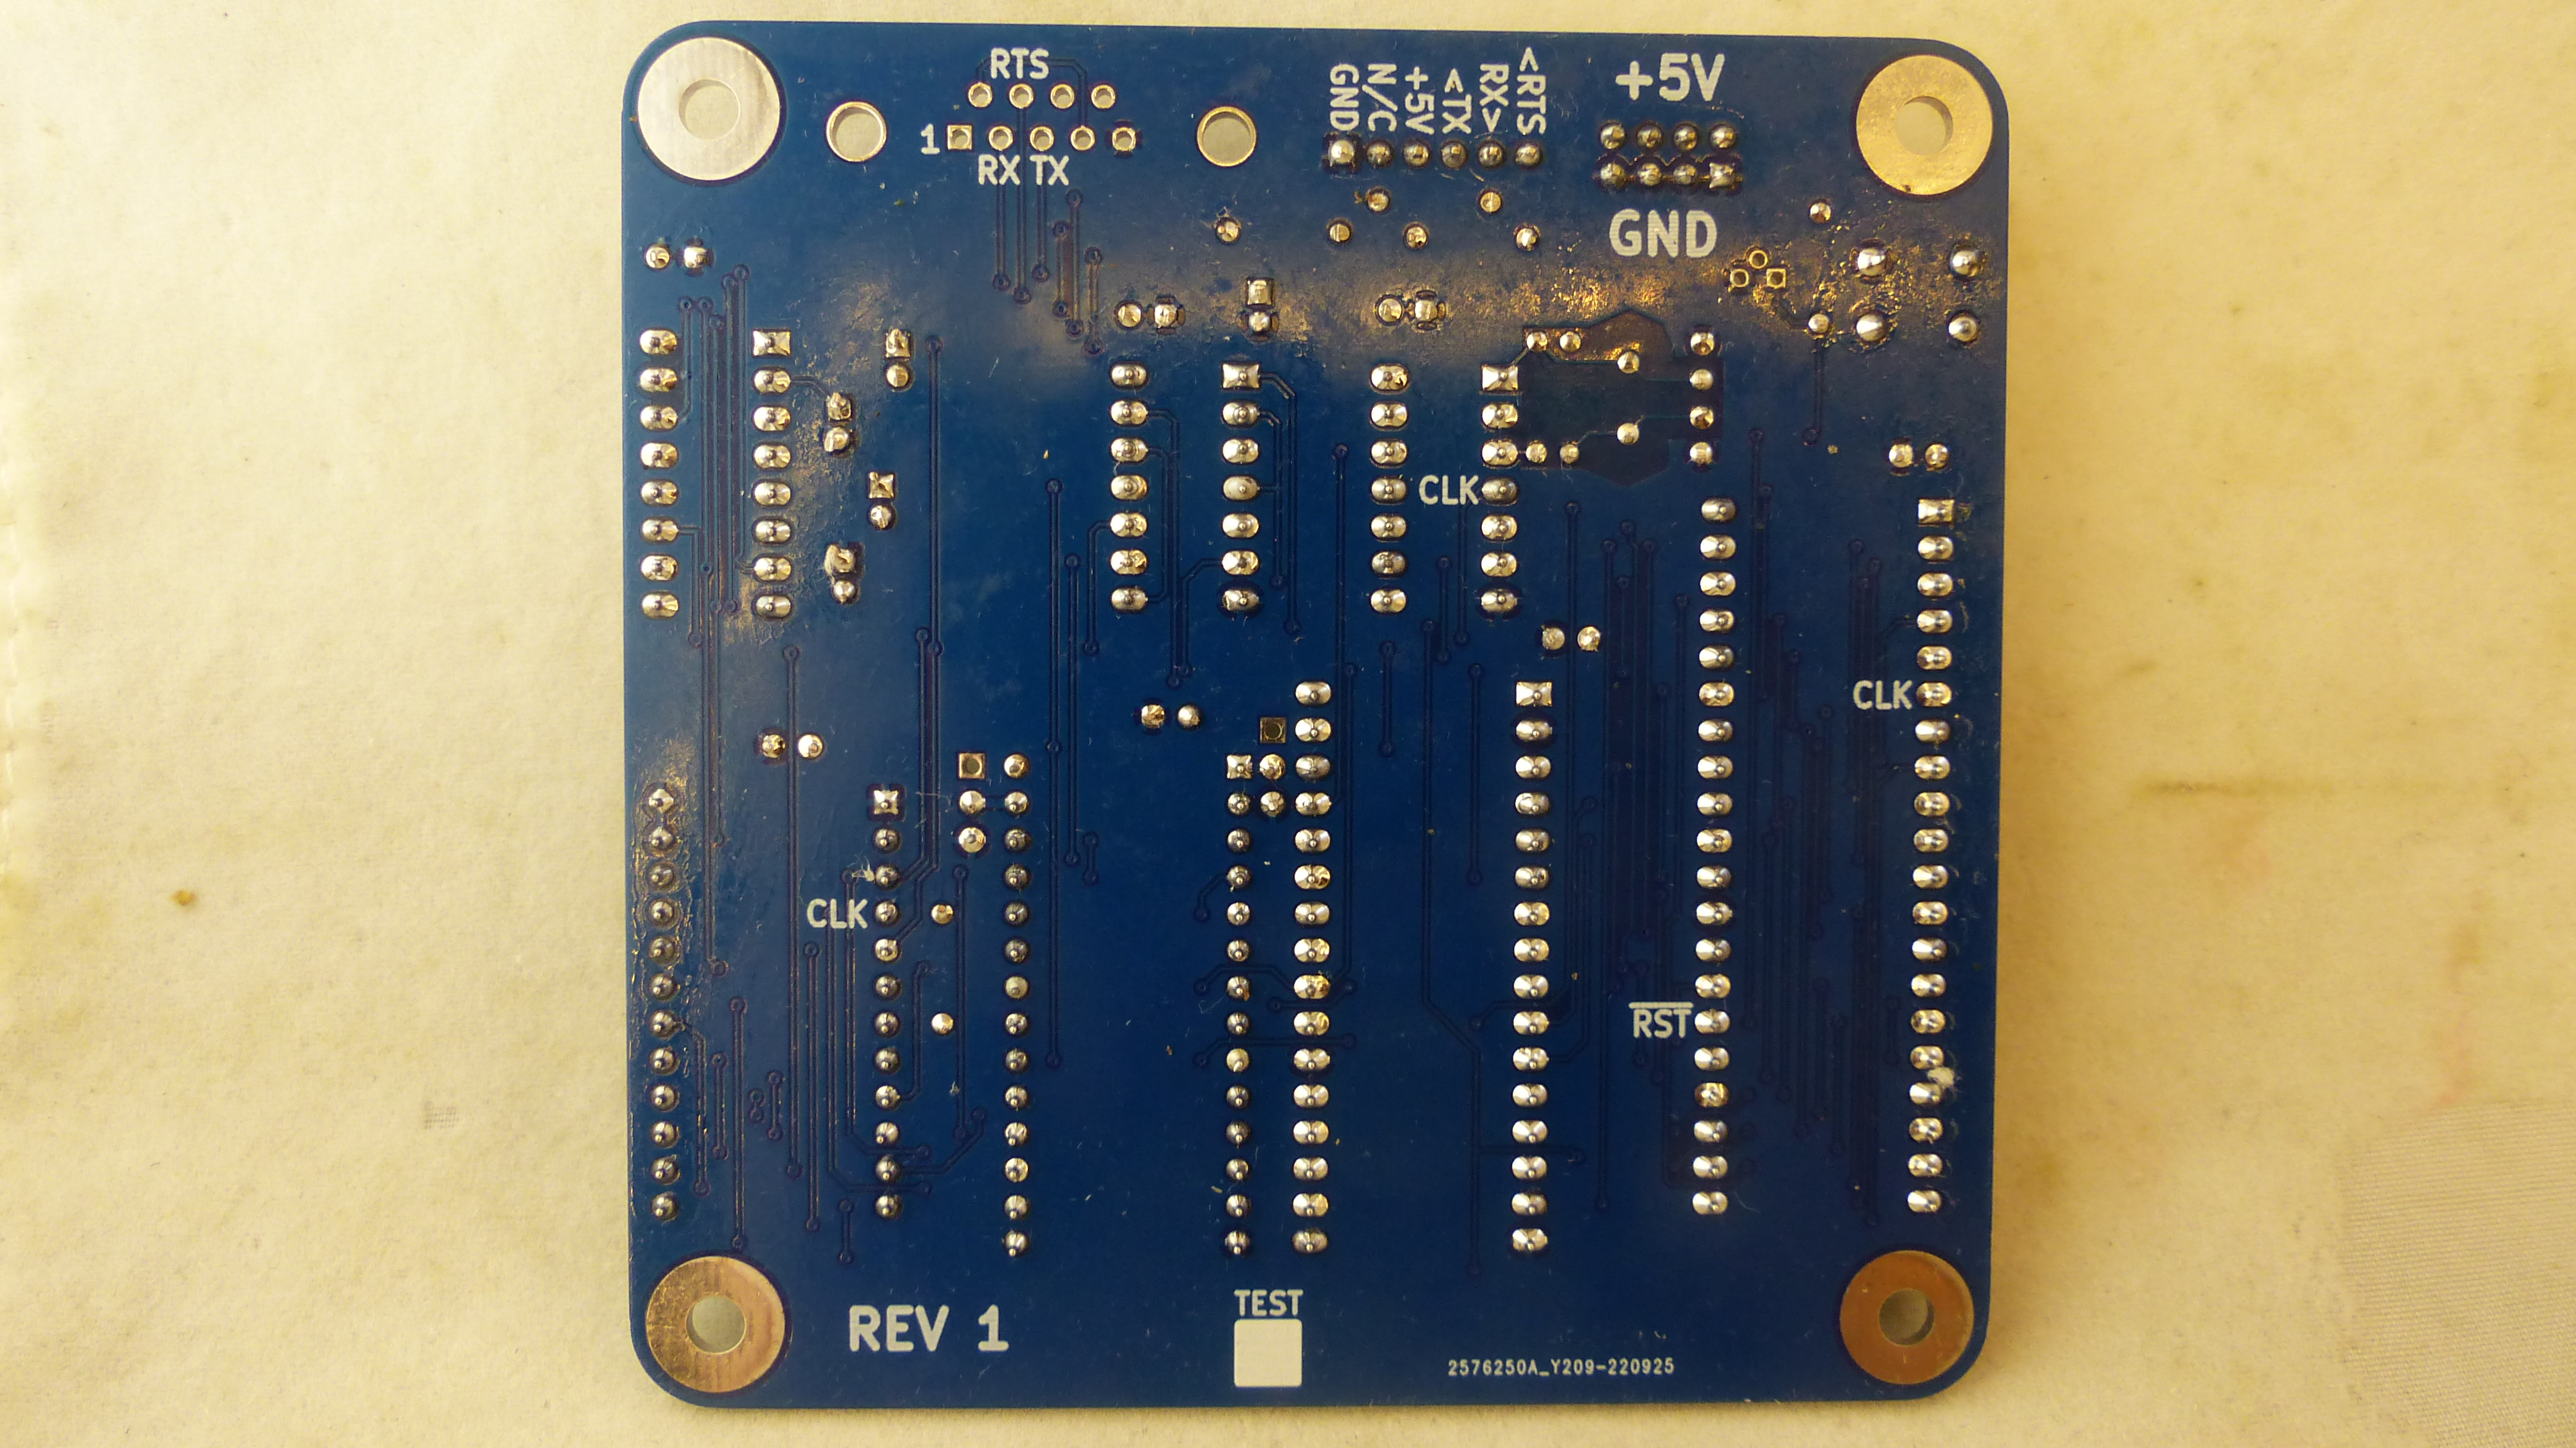 RTS
1
RX TX
GND
N/C
+5V
<TX
RX>
<RTS
+5V
GND
CLK
CLK
CLK
RST
REV 1
TEST
2576250A_Y209-220925